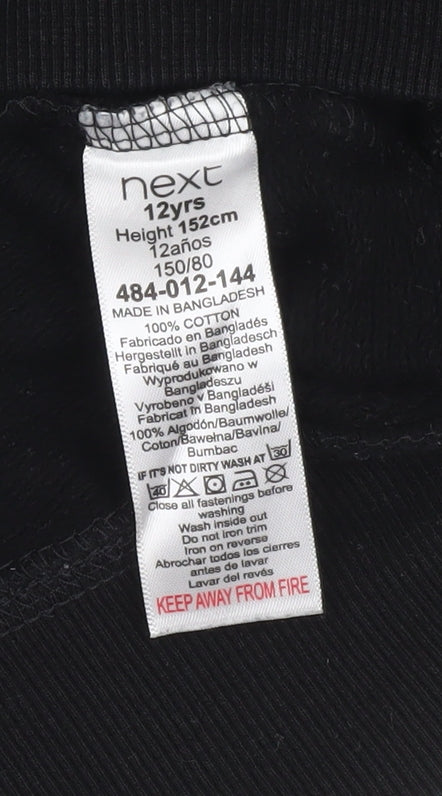 next
12yrs
Height 152cm
12años
150/80
484-012-144
MADE IN BANGLADESH
100% COTTON
Fabricado en Bangladés
Hergestellt in Bangladesch
Fabriqué au Bangladesh
Wyprodukowano w
Bangladeszu
Vyrobeno v Bangladéši
Fabricat în Bangladesh
100% Algodón/Baumwolle/
Coton/Bawełna/Bavlna/
Bumbac
IF IT'S NOT DIRTY WASH AT 30
40
Close all fastenings before
washing
Wash inside out
Do not iron trim
Iron on reverse
Abrochar todos los cierres
antes de lavar
Lavar del revés
KEEP AWAY FROM FIRE